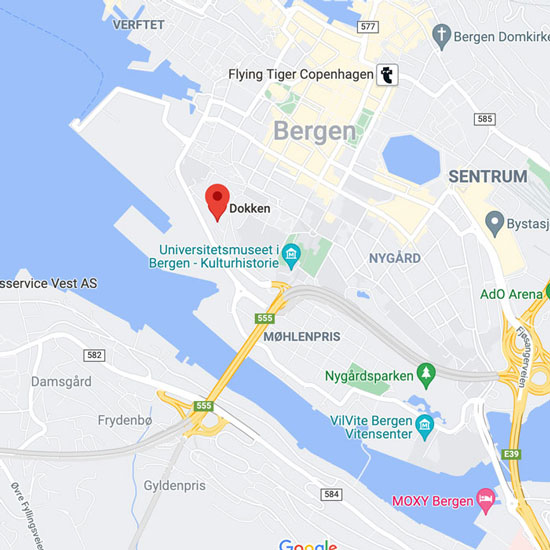 VERFTET
577
Bergen Domkirke
Flying Tiger Copenhagen
585
Bergen
SENTRUM
Dokken
Bystasj
Universitetsmuseet i
Bergen - Kulturhistorie
NYGÅRD
sservice Vest AS
AdO Arena
555
MØHLENPRIS
Fjøsangerveien
582
Damsgård
Nygårdsparken
555
Frydenbø
VilVite Bergen
Vitensenter
E39
Gyldenpris
584
MOXY Bergen
Øvre Fyllingsveien
Google